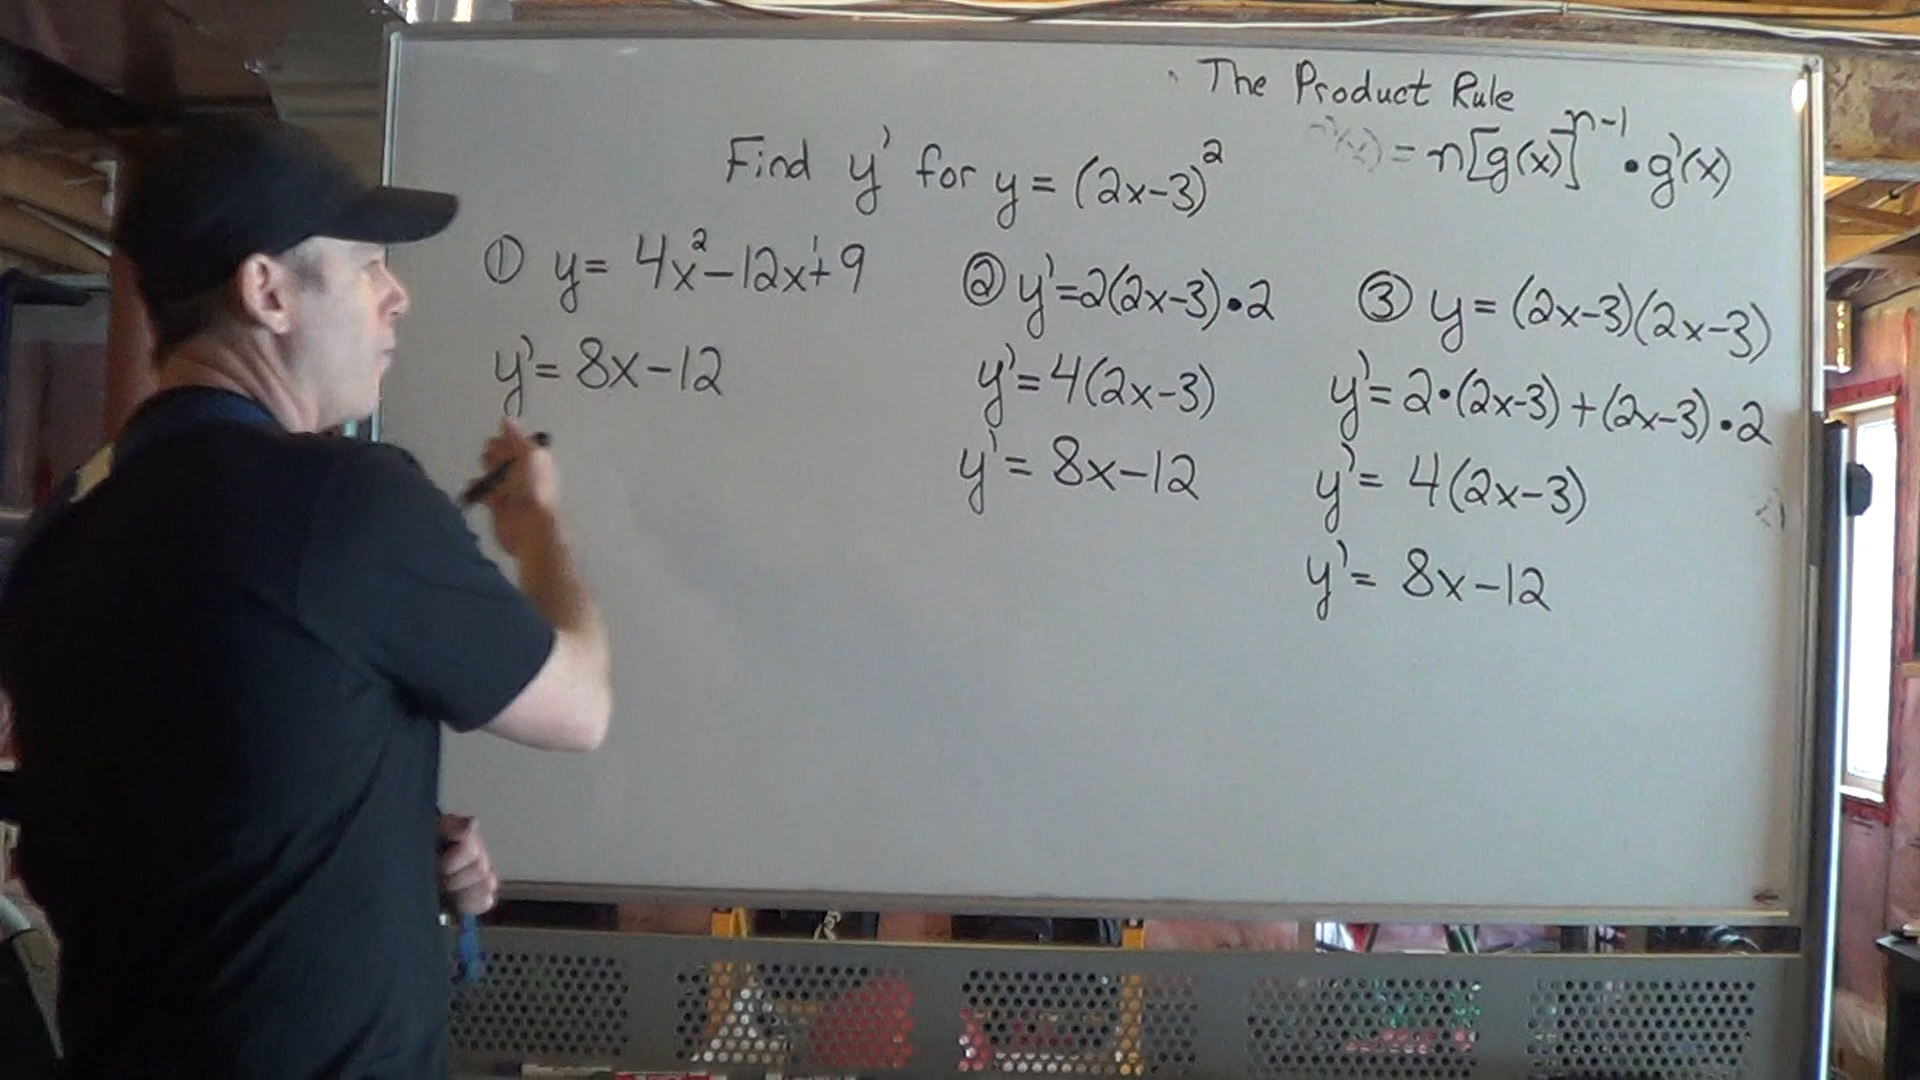 The Product Rule
= n[g(x)]^n-1 • g'(x)
Find y' for y = (2x-3)^2
① y = 4x^2-12x^1+9
y' = 8x-12
② y'=2(2x-3)•2
y'=4(2x-3)
y' = 8x-12
③ y = (2x-3)(2x-3)
y'= 2•(2x-3)+(2x-3)•2
y' = 4(2x-3)
y' = 8x-12